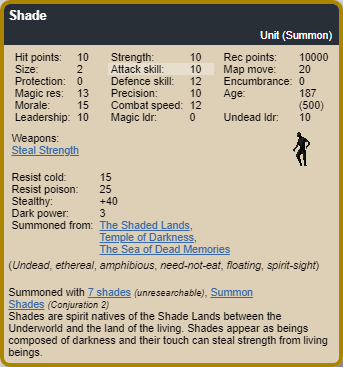 Shade
Unit (Summon)
Hit points: 10 Strength: 10 Rec points: 10000
Size: 2 Attack skill: 10 Map move: 20
Protection: 0 Defence skill: 12 Encumbrance: 0
Magic res: 13 Precision: 10 Age: 187
Morale: 15 Combat speed: 12 (500)
Leadership: 10 Magic ldr: 0 Undead ldr: 10
Weapons:
Steal Strength
Resist cold: 15
Resist poison: 25
Stealthy: +40
Dark power: 3
Summoned from: The Shaded Lands,
Temple of Darkness,
The Sea of Dead Memories
(Undead, ethereal, amphibious, need-not-eat, floating, spirit-sight)
Summoned with 7 shades (unresearchable), Summon
Shades (Conjuration 2)
Shades are spirit natives of the Shade Lands between the
Underworld and the land of the living. Shades appear as beings
composed of darkness and their touch can steal strength from living
beings.